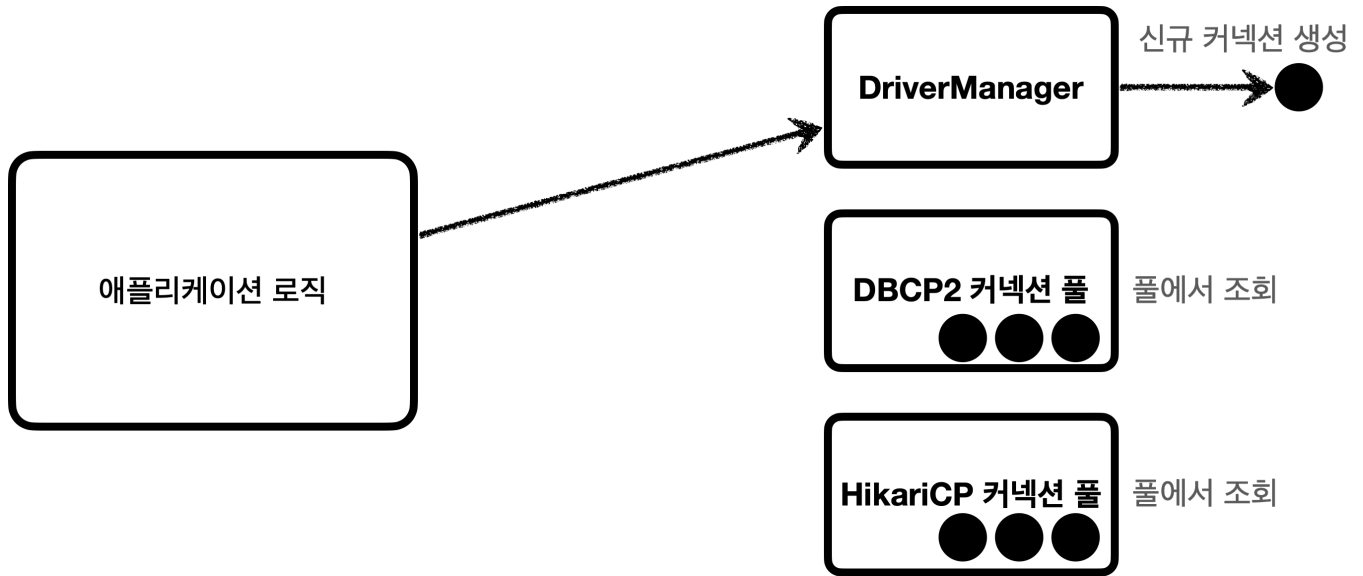 신규 커넥션 생성
DriverManager
애플리케이션 로직
DBCP2 커넥션 풀
풀에서 조회
HikariCP 커넥션 풀
풀에서 조회